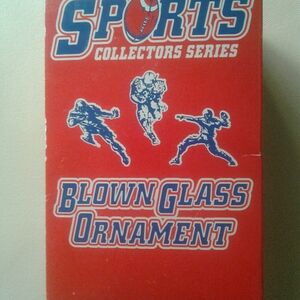 SPORTS
COLLECTORS SERIES
BLOWN GLASS
ORNAMENT